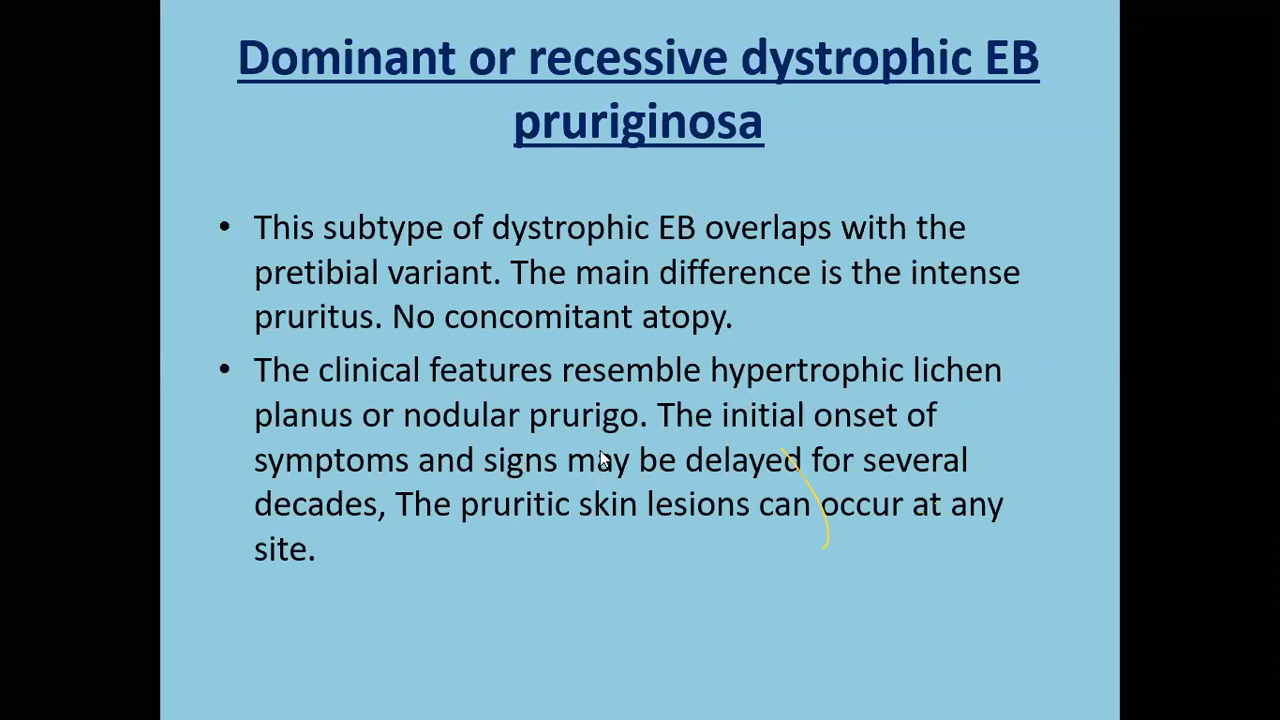 Dominant or recessive dystrophic EB
pruriginosa
• This subtype of dystrophic EB overlaps with the
pretibial variant. The main difference is the intense
pruritus. No concomitant atopy.
• The clinical features resemble hypertrophic lichen
planus or nodular prurigo. The initial onset of
symptoms and signs may be delayed for several
decades, The pruritic skin lesions can occur at any
site.